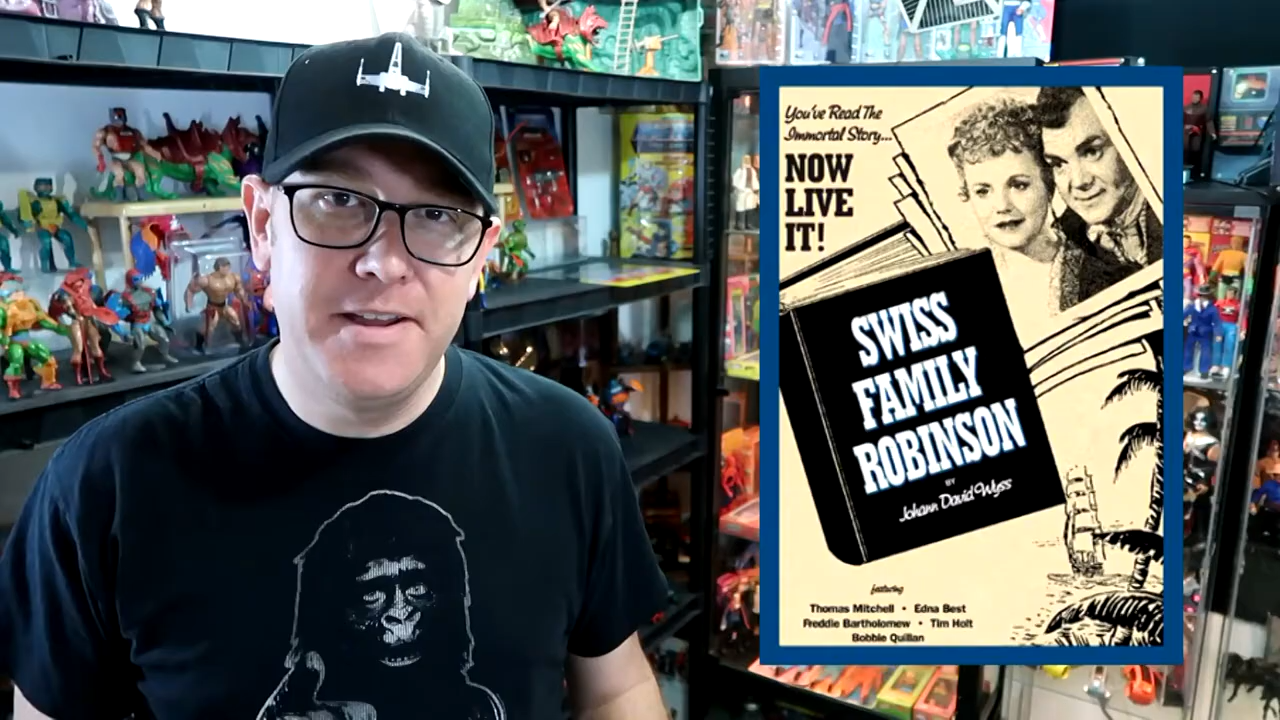 You've Read The
Immortal Story...
NOW
LIVE
IT!
SWISS
FAMILY
ROBINSON
BY
Johann David Wyss
featuring
Thomas Mitchell • Edna Best
Freddie Bartholomew • Tim Holt
Bobbie Quillan